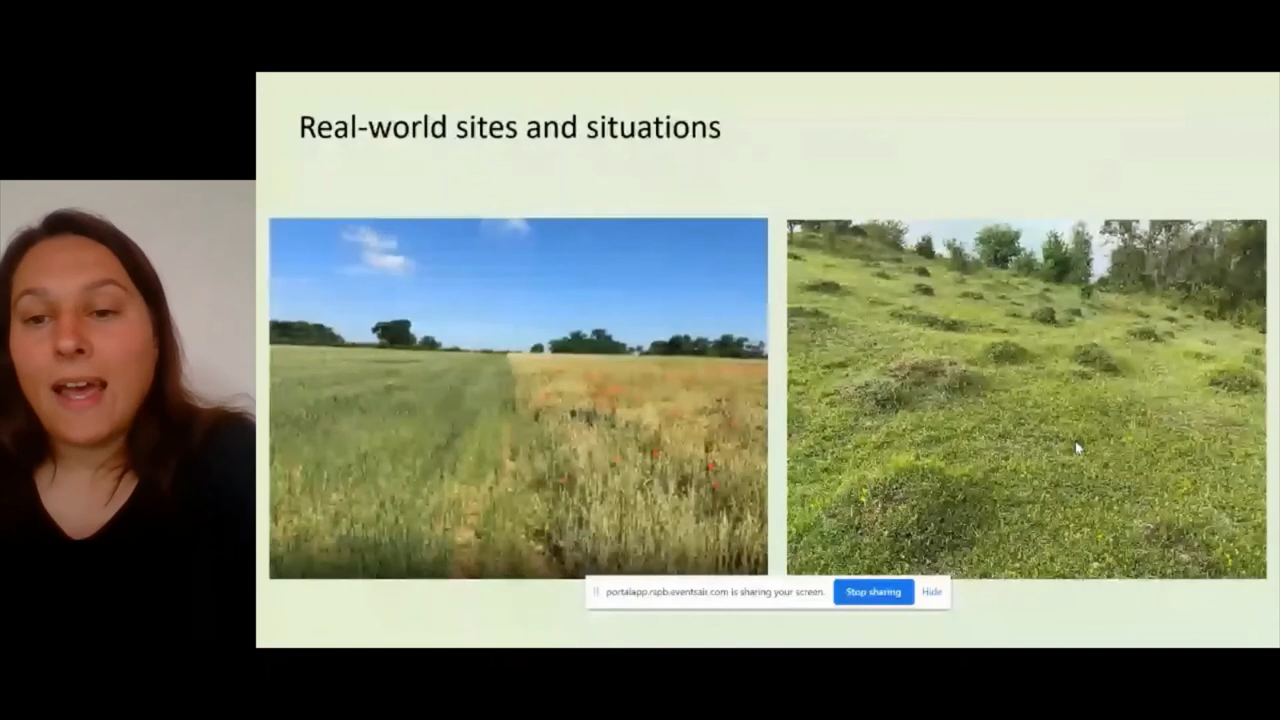 Real-world sites and situations
portalapp.rspb.eventsair.com is sharing your screen.
Stop sharing
Hide